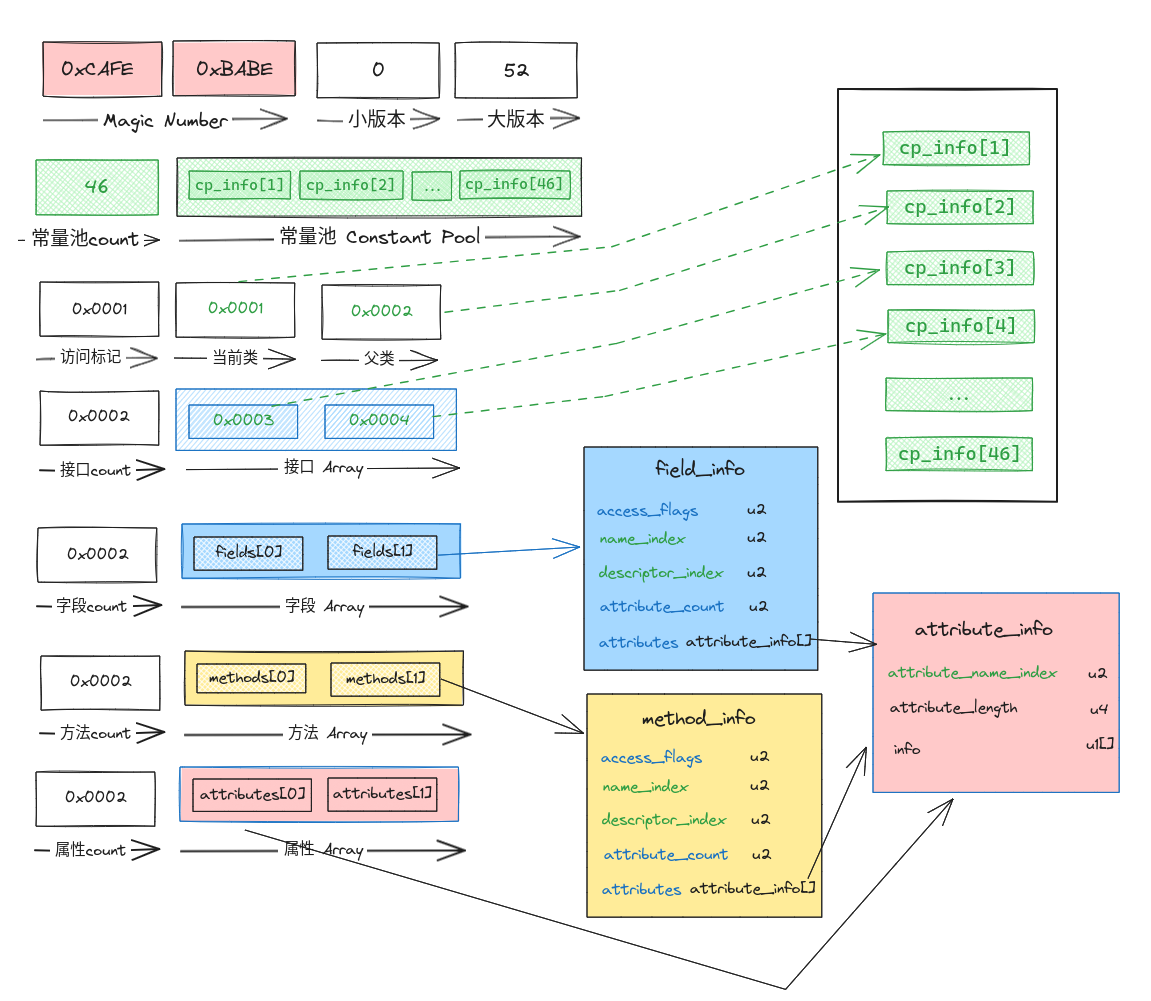 0xCAFE 0xBABE 0 52
Magic Number 小版本 大版本
46 cp_info[1] cp_info[2] ... cp_info[46]
常量池count 常量池 Constant Pool
0x0001 0x0001 0x0002
访问标记 当前类 父类
0x0002 0x0003 0x0004
接口count 接口 Array
0x0002 fields[0] fields[1]
字段count 字段 Array
0x0002 methods[0] methods[1]
方法count 方法 Array
0x0002 attributes[0] attributes[1]
属性count 属性 Array
cp_info[1]
cp_info[2]
cp_info[3]
cp_info[4]
...
cp_info[46]
field_info
access_flags u2
name_index u2
descriptor_index u2
attribute_count u2
attributes attribute_info[]
method_info
access_flags u2
name_index u2
descriptor_index u2
attribute_count u2
attributes attribute_info[]
attribute_info
attribute_name_index u2
attribute_length u4
info u1[]